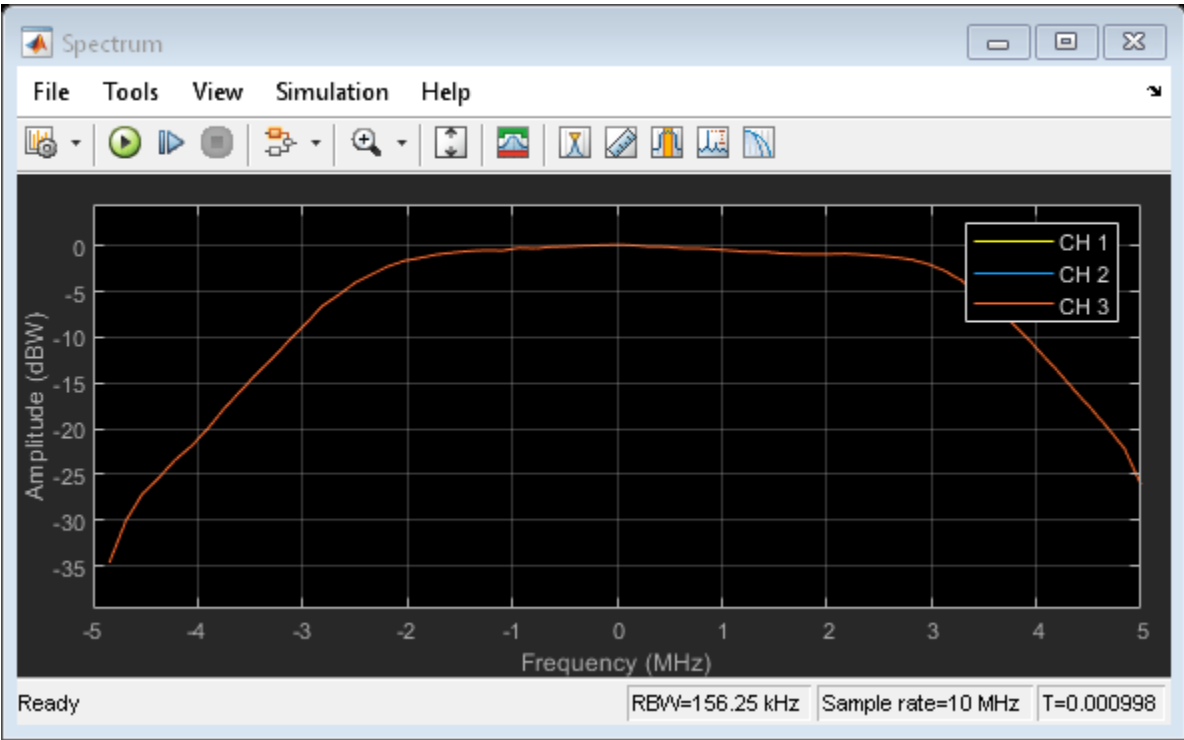 Spectrum
File Tools View Simulation Help
CH 1
CH 2
CH 3
Amplitude (dBW)
0
-5
-10
-15
-20
-25
-30
-35
-5 -4 -3 -2 -1 0 1 2 3 4 5
Frequency (MHz)
Ready RBW=156.25 kHz Sample rate=10 MHz T=0.000998